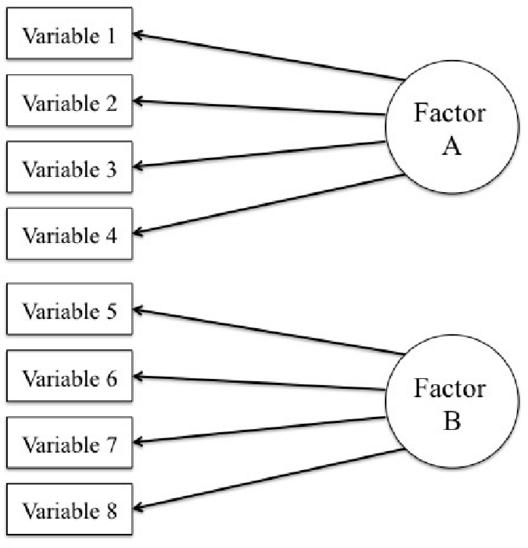 Variable 1
Variable 2
Variable 3
Variable 4
Factor
A
Variable 5
Variable 6
Variable 7
Variable 8
Factor
B